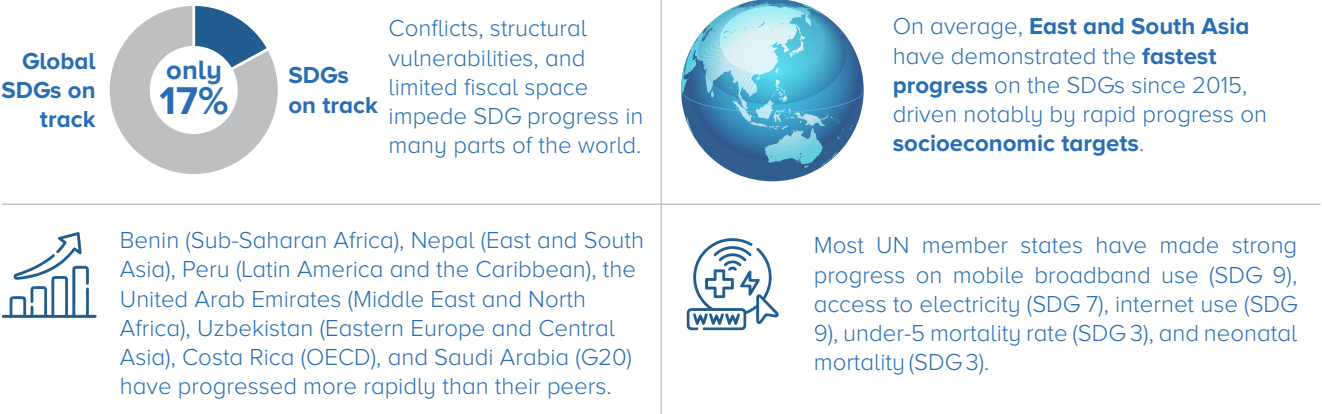 Global
SDGs on
track
only
17%
SDGs
on track
Conflicts, structural
vulnerabilities, and
limited fiscal space
impede SDG progress in
many parts of the world.
On average, East and South Asia
have demonstrated the fastest
progress on the SDGs since 2015,
driven notably by rapid progress on
socioeconomic targets.
Benin (Sub-Saharan Africa), Nepal (East and South
Asia), Peru (Latin America and the Caribbean), the
United Arab Emirates (Middle East and North
Africa), Uzbekistan (Eastern Europe and Central
Asia), Costa Rica (OECD), and Saudi Arabia (G20)
have progressed more rapidly than their peers.
www
Most UN member states have made strong
progress on mobile broadband use (SDG 9),
access to electricity (SDG 7), internet use (SDG
9), under-5 mortality rate (SDG 3), and neonatal
mortality (SDG 3).